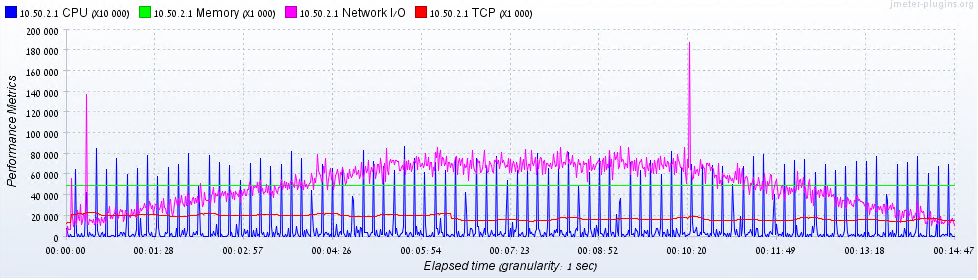 jmeter-plugins.org
10.50.2.1 CPU (X10 000) 10.50.2.1 Memory (X1 000) 10.50.2.1 Network I/O 10.50.2.1 TCP (X1 000)
200 000
180 000
160 000
140 000
120 000
100 000
80 000
60 000
40 000
20 000
0
Performance Metrics
00:00:00 00:01:28 00:02:57 00:04:26 00:05:54 00:07:23 00:08:52 00:10:20 00:11:49 00:13:18 00:14:47
Elapsed time (granularity: 1 sec)